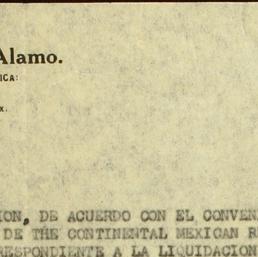 Alamo.
ICA:
x.
ION, DE ACUERDO CON EL CONVEN
DE THE CONTINENTAL MEXICAN R
RESPONDIENTE A LA LIQUIDACION